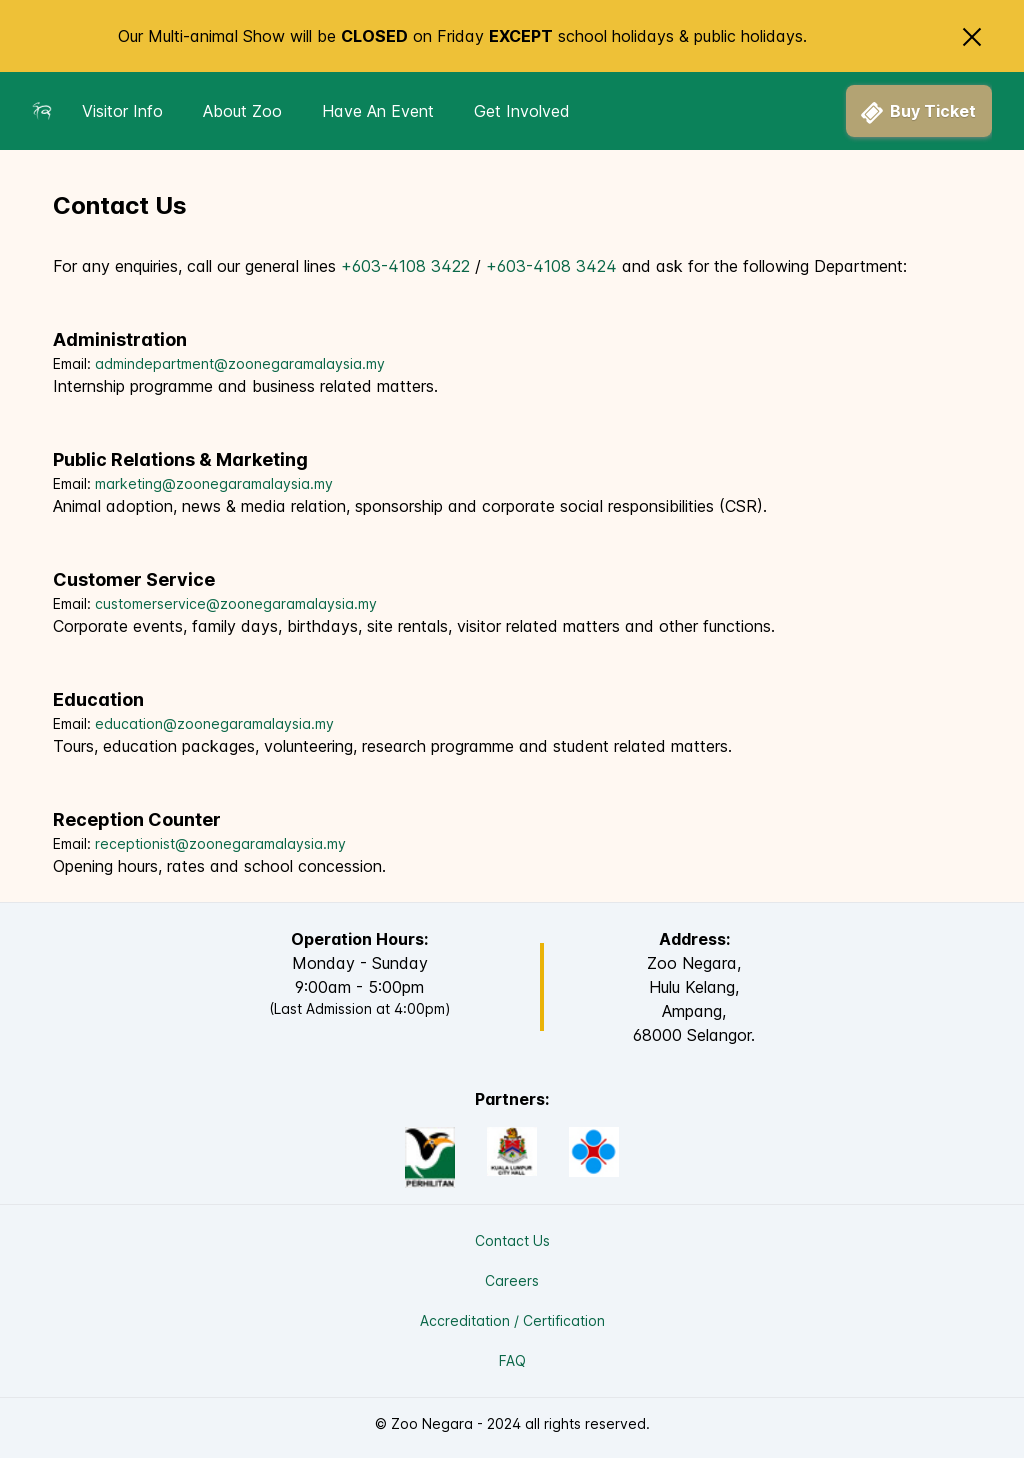 Our Multi-animal Show will be CLOSED on Friday EXCEPT school holidays & public holidays.
Visitor Info
About Zoo
Have An Event
Get Involved
Buy Ticket
Contact Us
For any enquiries, call our general lines +603-4108 3422 / +603-4108 3424 and ask for the following Department:
Administration
Email: admindepartment@zoonegaramalaysia.my
Internship programme and business related matters.
Public Relations & Marketing
Email: marketing@zoonegaramalaysia.my
Animal adoption, news & media relation, sponsorship and corporate social responsibilities (CSR).
Customer Service
Email: customerservice@zoonegaramalaysia.my
Corporate events, family days, birthdays, site rentals, visitor related matters and other functions.
Education
Email: education@zoonegaramalaysia.my
Tours, education packages, volunteering, research programme and student related matters.
Reception Counter
Email: receptionist@zoonegaramalaysia.my
Opening hours, rates and school concession.
Operation Hours:
Monday - Sunday
9:00am - 5:00pm
(Last Admission at 4:00pm)
Address:
Zoo Negara,
Hulu Kelang,
Ampang,
68000 Selangor.
Partners:
PERHILITAN
KUALA LUMPUR
CITY HALL
Contact Us
Careers
Accreditation / Certification
FAQ
© Zoo Negara - 2024 all rights reserved.